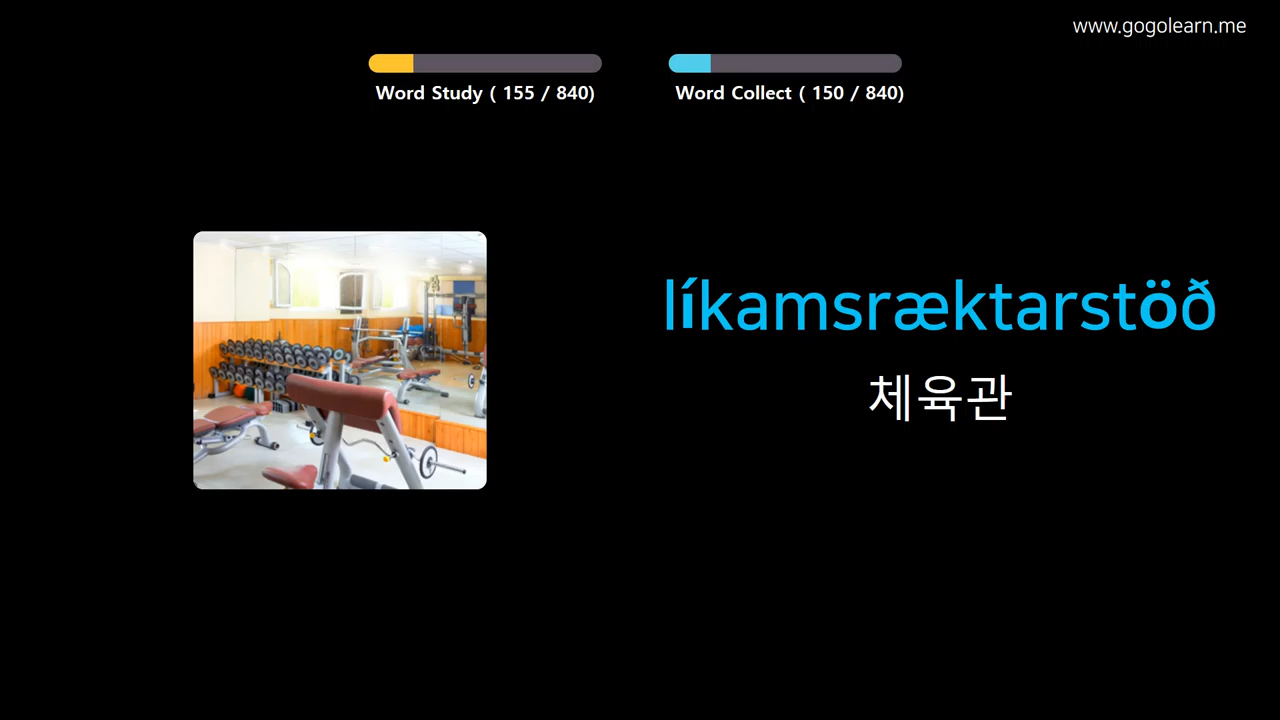 www.gogolearn.me
Word Study ( 155 / 840)
Word Collect ( 150 / 840)
líkamsræktarstöð
체육관